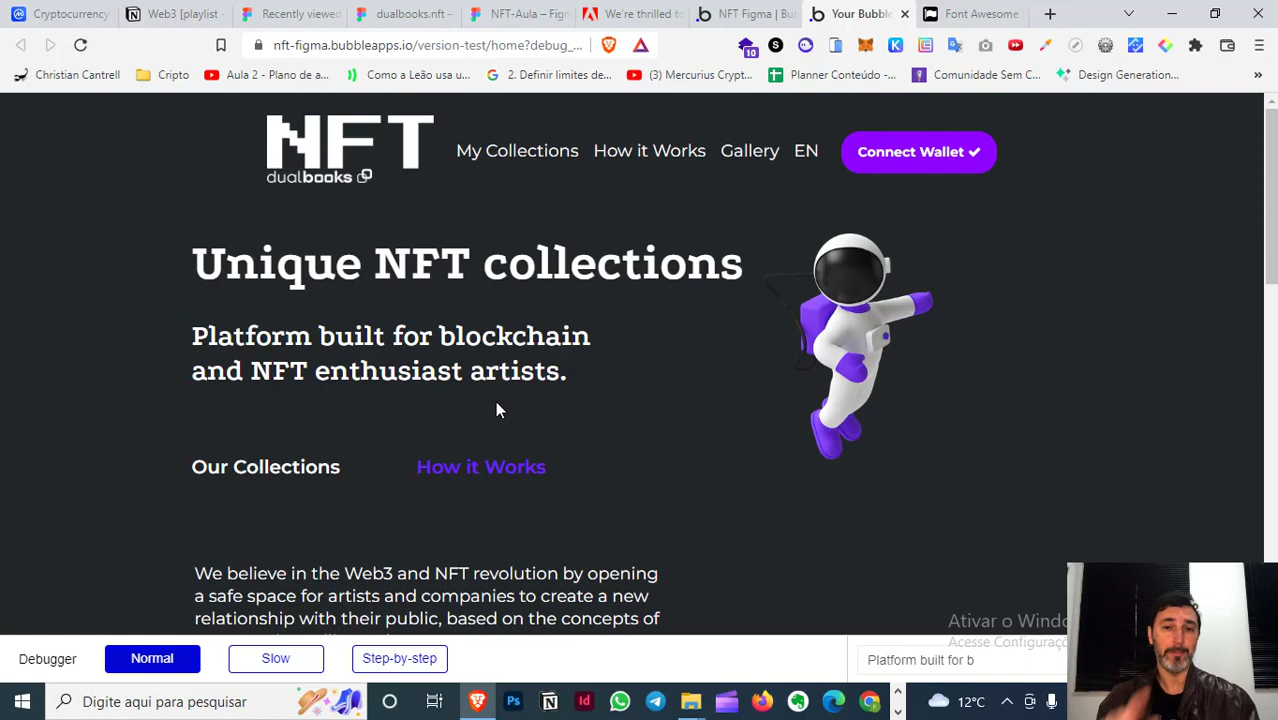 Cryptocurrency
Web3 [playlist -
Recently viewed
dualbooks.nft –
NFT-Aula – Figm
We're thrilled to
NFT Figma | Bub
Your Bubble
Font Awesome
nft-figma.bubbleapps.io/version-test/home?debug_...
10
Christian Cantrell
Cripto
Aula 2 - Plano de a...
Como a Leão usa u...
2. Definir limites de...
(3) Mercurius Crypt...
Planner Conteúdo -...
Comunidade Sem C...
Design Generation...
»
NFT
dualbooks
My Collections
How it Works
Gallery
EN
Connect Wallet
Unique NFT collections
Platform built for blockchain
and NFT enthusiast artists.
Our Collections
How it Works
We believe in the Web3 and NFT revolution by opening
a safe space for artists and companies to create a new
relationship with their public, based on the concepts of
Ativar o Windo
Acesse Configuraçõ
Debugger
Normal
Slow
Step-by-step
Platform built for b
Digite aqui para pesquisar
Ps
Id
12°C